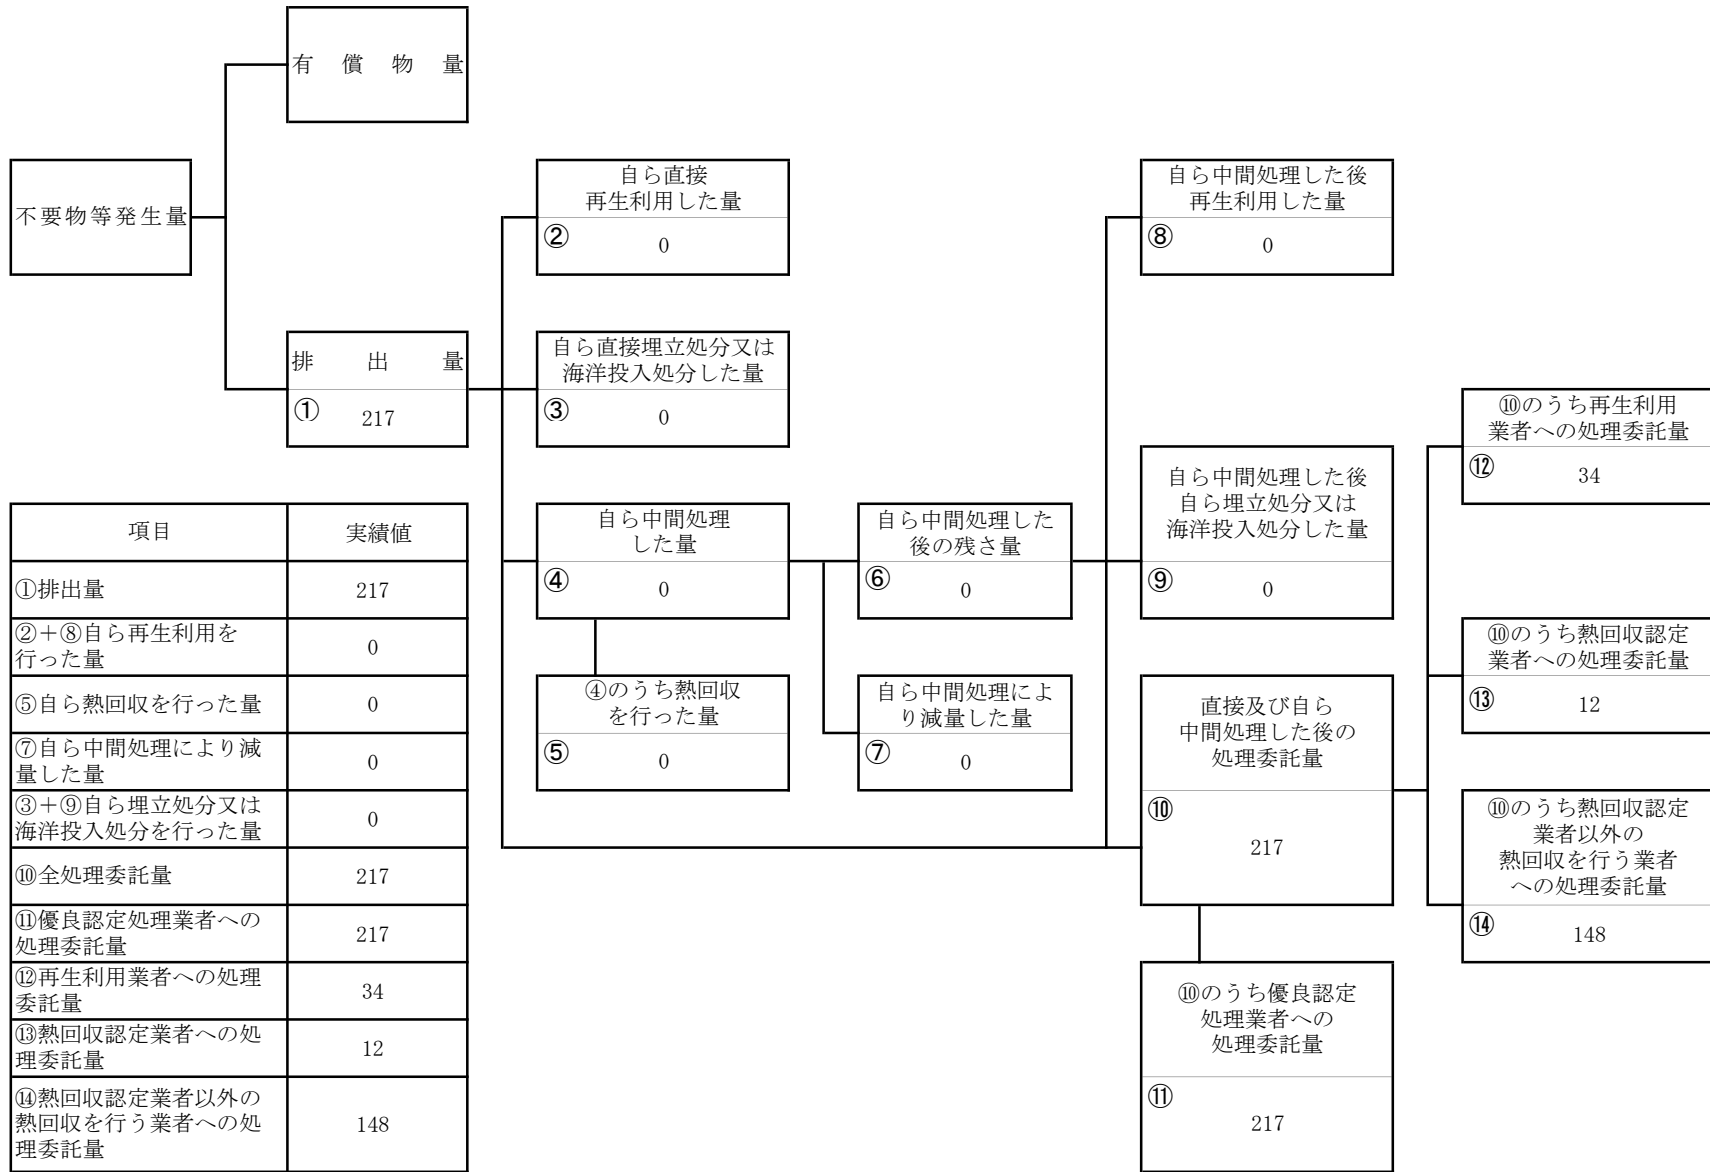 有償物量
不要物等発生量
排出量
① 217
自ら直接
再生利用した量
② 0
自ら直接埋立処分又は
海洋投入処分した量
③ 0
自ら中間処理
した量
④ 0
④のうち熱回収
を行った量
⑤ 0
自ら中間処理した
後の残さ量
⑥ 0
自ら中間処理によ
り減量した量
⑦ 0
自ら中間処理した後
再生利用した量
⑧ 0
自ら中間処理した後
自ら埋立処分又は
海洋投入処分した量
⑨ 0
直接及び自ら
中間処理した後の
処理委託量
⑩
217
⑩のうち優良認定
処理業者への
処理委託量
⑪
217
⑩のうち再生利用
業者への処理委託量
⑫ 34
⑩のうち熱回収認定
業者への処理委託量
⑬ 12
⑩のうち熱回収認定
業者以外の
熱回収を行う業者
への処理委託量
⑭ 148
項目 実績値
①排出量 217
②+⑧自ら再生利用を
行った量 0
⑤自ら熱回収を行った量 0
⑦自ら中間処理により減
量した量 0
③+⑨自ら埋立処分又は
海洋投入処分を行った量 0
⑩全処理委託量 217
⑪優良認定処理業者への
処理委託量 217
⑫再生利用業者への処理
委託量 34
⑬熱回収認定業者への処
理委託量 12
⑭熱回収認定業者以外の
熱回収を行う業者への処
理委託量 148